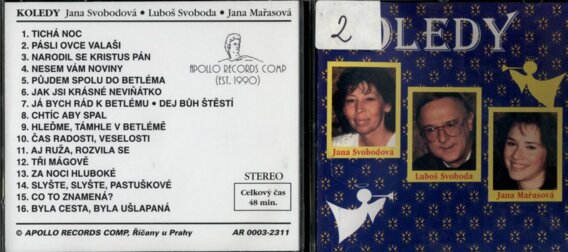 KOLEDY Jana Svobodová • Luboš Svoboda • Jana Mařasová
1. TICHÁ NOC
2. PÁSLI OVCE VALAŠI
3. NARODIL SE KRISTUS PÁN
4. NESEM VÁM NOVINY
5. PŮJDEM SPOLU DO BETLÉMA
6. JAK JSI KRÁSNÉ NEVIŇÁTKO
7. JÁ BYCH RÁD K BETLÉMU • DEJ BŮH ŠTĚSTÍ
8. CHTÍC ABY SPAL
9. HLEĎME, TÁMHLE V BETLÉMĚ
10. ČAS RADOSTI, VESELOSTI
11. AJ RUŽA, ROZVILA SE
12. TŘI MÁGOVÉ
13. ZA NOCI HLUBOKÉ
14. SLYŠTE, SLYŠTE, PASTUŠKOVÉ
15. CO TO ZNAMENÁ?
16. BYLA CESTA, BYLA UŠLAPANÁ
APOLLO RECORDS COMP
(EST. 1990)
STEREO
Celkový čas
48 min.
© APOLLO RECORDS COMP, Říčany u Prahy
AR 0003-2311
2
OLEDY
Jana Svobodová
Luboš Svoboda
Jana Mařasová